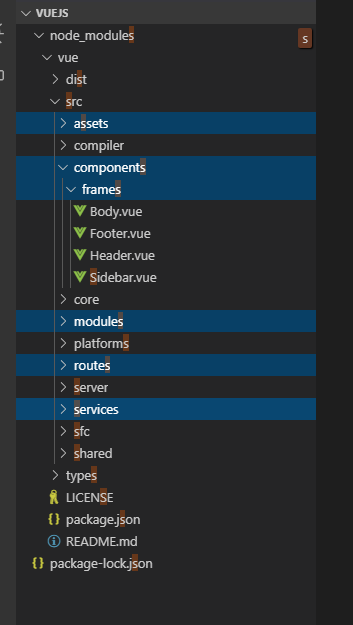 VUEJS
node_modules
s
vue
dist
src
assets
compiler
components
frames
Body.vue
Footer.vue
Header.vue
Sidebar.vue
core
modules
platforms
routes
server
services
sfc
shared
types
LICENSE
{} package.json
README.md
{} package-lock.json